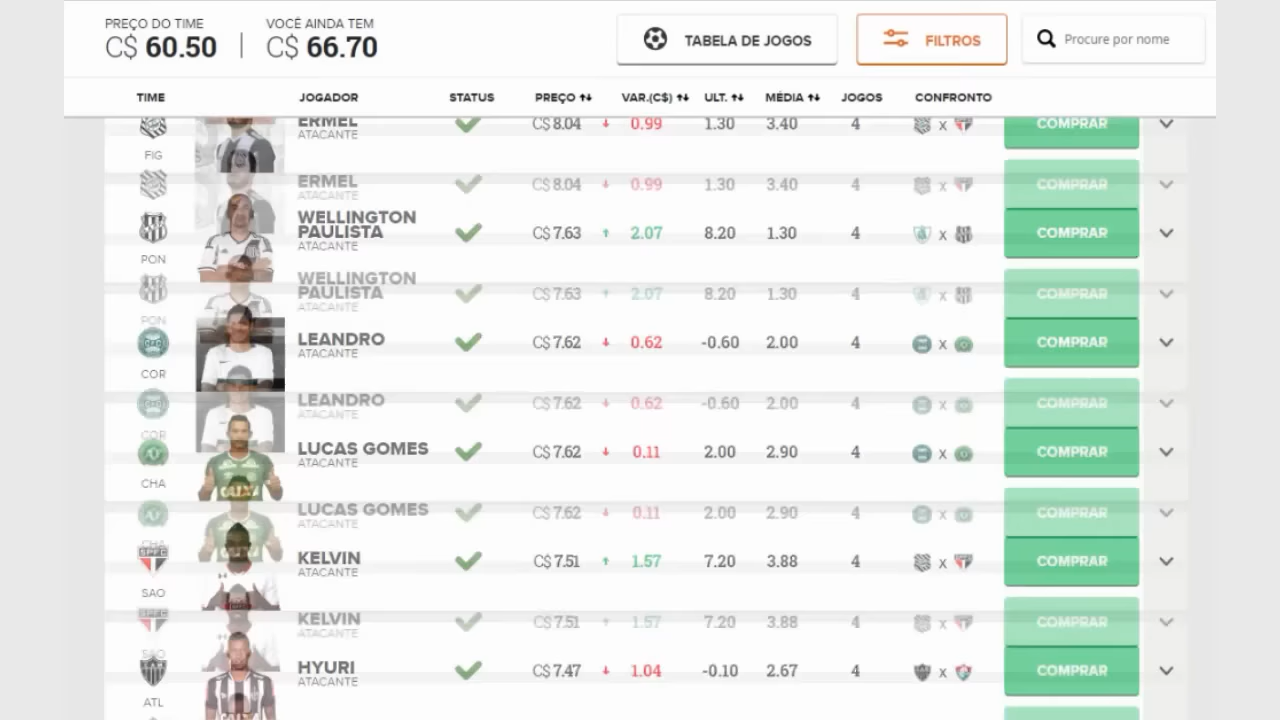 PREÇO DO TIME
C$ 60.50
VOCÊ AINDA TEM
C$ 66.70
TABELA DE JOGOS
FILTROS
Procure por nome
TIME JOGADOR STATUS PREÇO VAR.(C$) ULT. MÉDIA JOGOS CONFRONTO
ERMEL C$ 8.04 0.99 1.30 3.40 4 X COMPRAR
ATACANTE
FIG
ERMEL C$ 8.04 0.99 1.30 3.40 4 X COMPRAR
ATACANTE
WELLINGTON
PAULISTA C$ 7.63 2.07 8.20 1.30 4 X COMPRAR
ATACANTE
PON
WELLINGTON
PAULISTA C$ 7.63 2.07 8.20 1.30 4 X COMPRAR
ATACANTE
PON
LEANDRO C$ 7.62 0.62 -0.60 2.00 4 X COMPRAR
ATACANTE
COR
LEANDRO C$ 7.62 0.62 -0.60 2.00 4 X COMPRAR
ATACANTE
COR
LUCAS GOMES C$ 7.62 0.11 2.00 2.90 4 X COMPRAR
ATACANTE
CHA
LUCAS GOMES C$ 7.62 0.11 2.00 2.90 4 X COMPRAR
ATACANTE
CHA
SPFC
KELVIN C$ 7.51 1.57 7.20 3.88 4 X COMPRAR
ATACANTE
SAO
SPFC
KELVIN C$ 7.51 1.57 7.20 3.88 4 X COMPRAR
ATACANTE
SAO
HYURI C$ 7.47 1.04 -0.10 2.67 4 X COMPRAR
ATACANTE
ATL